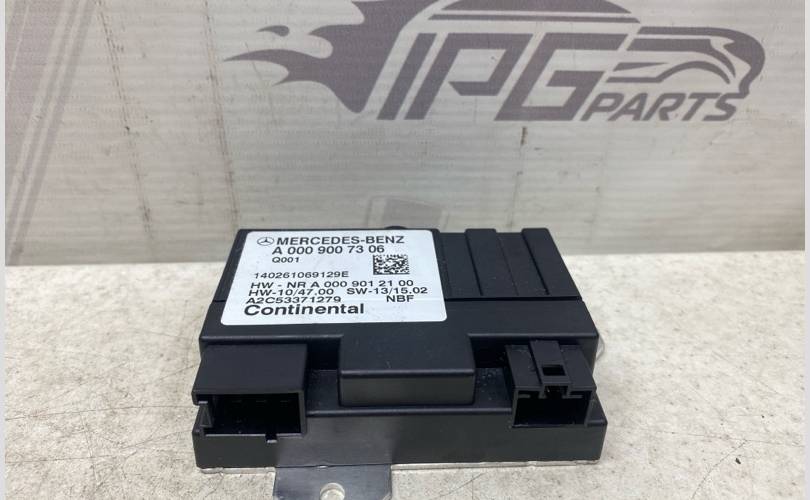 IPG
PARTS
MERCEDES-BENZ
A 000 900 73 06
Q001
140261069129E
HW - NR A 000 901 21 00
HW-10/47.00 SW-13/15.02
A2C53371279 NBF
Continental